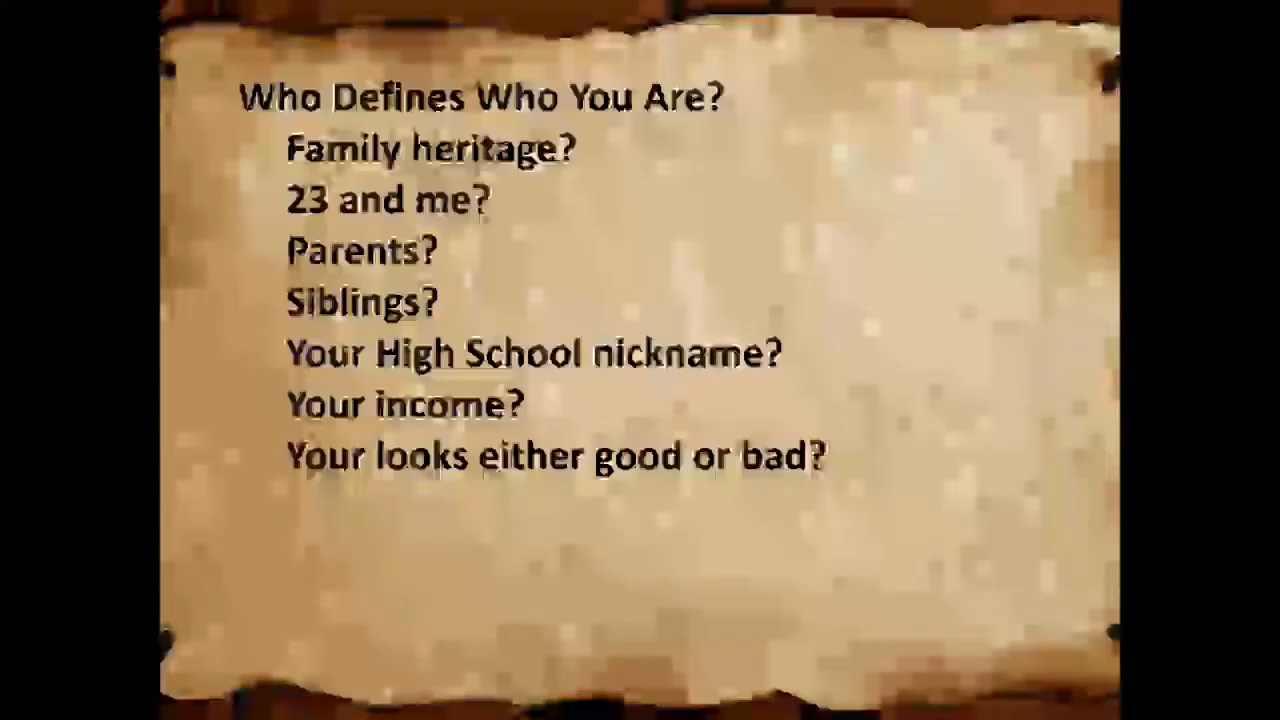 Who Defines Who You Are?
Family heritage?
23 and me?
Parents?
Siblings?
Your High School nickname?
Your income?
Your looks either good or bad?